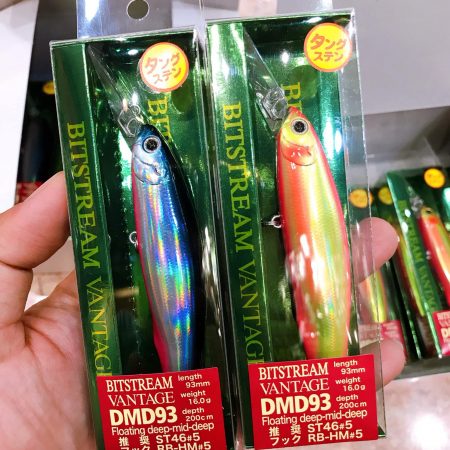 タング
ステン
BITSTREAM VANTAGE
BITSTREAM
VANTAGE
DMD93
length
93mm
weight
16.0g
depth
200cm
Floating deep-mid-deep
推 奨 ST46#5
フック RB-HM#5
タング
ステン
BITSTREAM VANTAGE
BITSTREAM
VANTAGE
DMD93
length
93mm
weight
16.0g
depth
200cm
Floating deep-mid-deep
推 奨 ST46#5
フック RB-HM#5